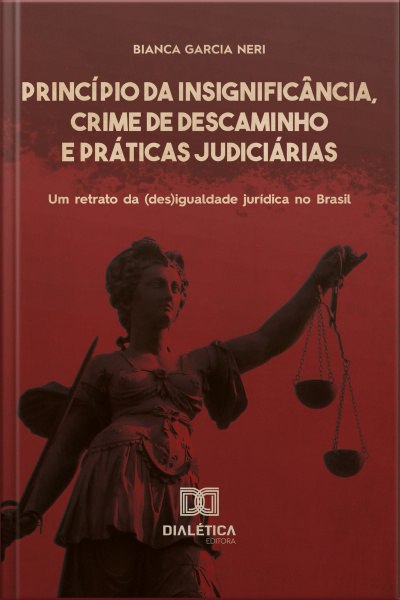 BIANCA GARCIA NERI
PRINCÍPIO DA INSIGNIFICÂNCIA,
CRIME DE DESCAMINHO
E PRÁTICAS JUDICIÁRIAS
Um retrato da (des)igualdade jurídica no Brasil
DIALÉTICA
EDITORA